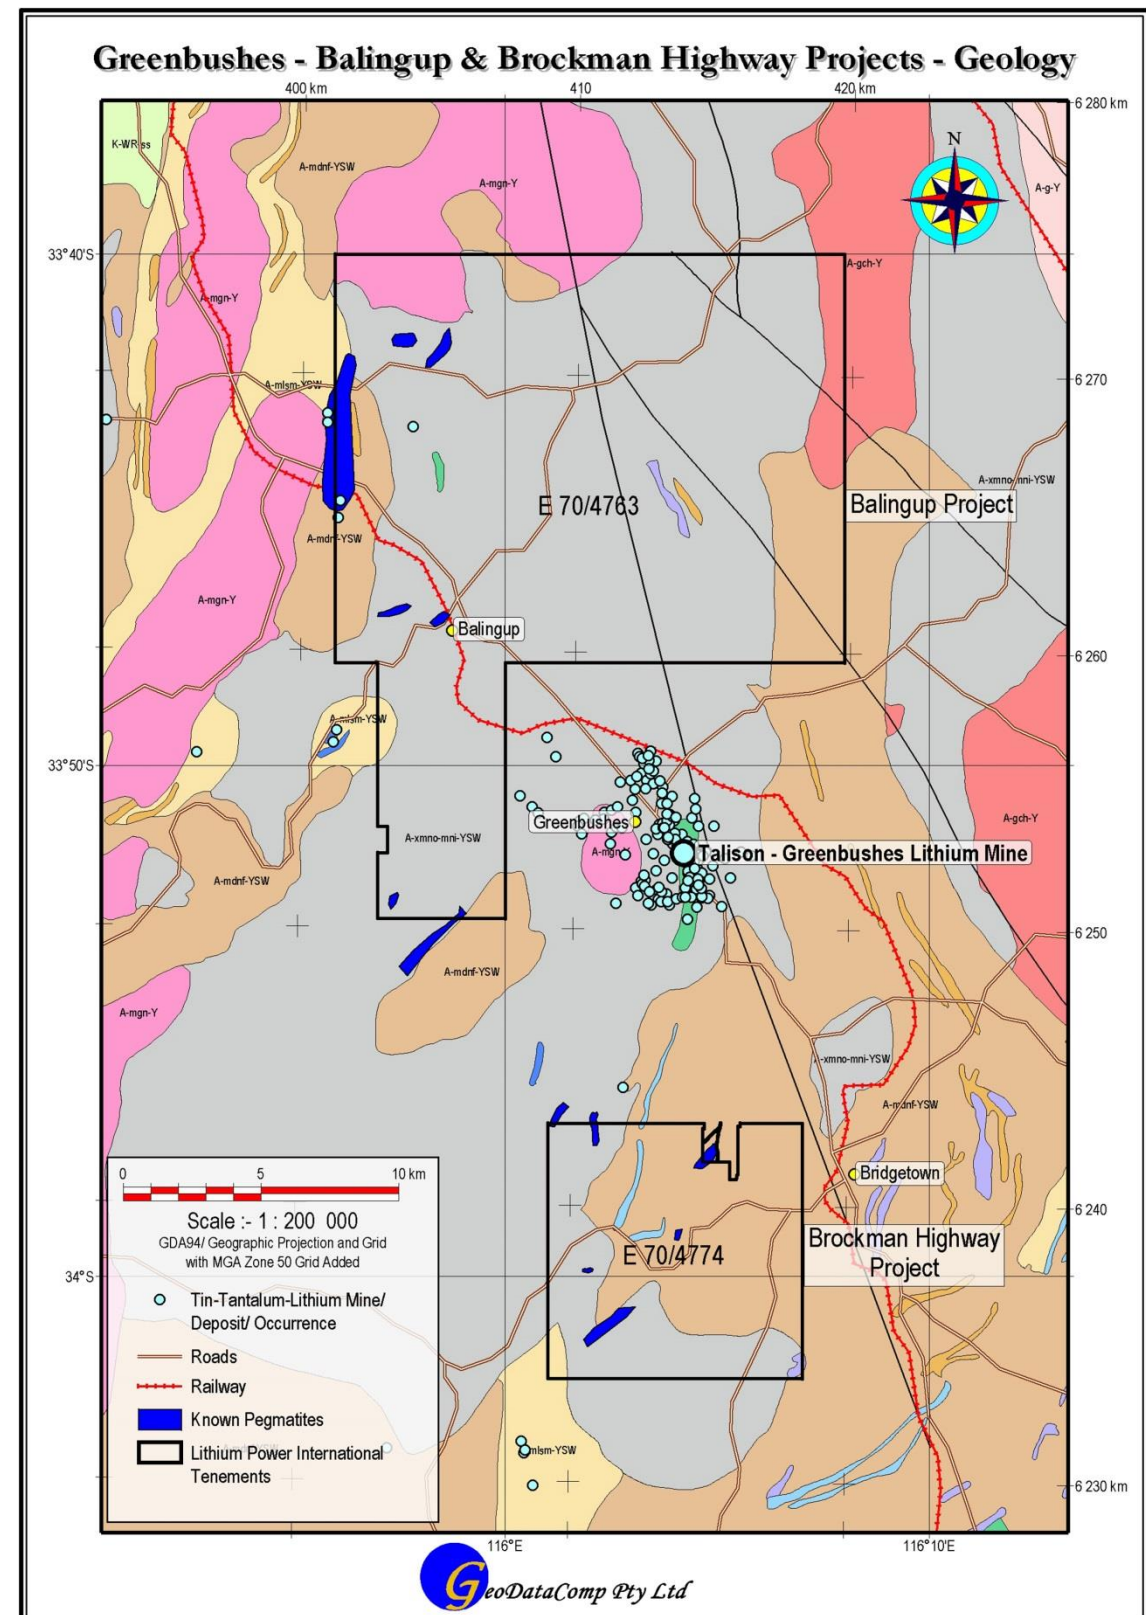 Greenbushes - Balingup & Brockman Highway Projects - Geology
400 km
410
420 km
6 280 km
K-WR-ss
A-mdnf-YSW
A-mgn-Y
N
A-g-Y
33°40'S
A-gch-Y
A-mgn-Y
6 270
A-mlsm-YSW
A-xmno-mni-YSW
E 70/4763
Balingup Project
A-mdnf-YSW
A-mgn-Y
Balingup
6 260
A-mlsm-YSW
33°50'S
Greenbushes
A-gch-Y
A-xmno-mni-YSW
A-mgn-Y
Talison - Greenbushes Lithium Mine
A-mdnf-YSW
6 250
A-mdnf-YSW
A-mgn-Y
A-xmno-mni-YSW
A-mdnf-YSW
0 5 10 km
Bridgetown
Scale :- 1 : 200 000
6 240
GDA94/ Geographic Projection and Grid
with MGA Zone 50 Grid Added
E 70/4774
Brockman Highway
Project
34°S
Tin-Tantalum-Lithium Mine/
Deposit/ Occurrence
Roads
Railway
Known Pegmatites
Lithium Power International
Tenements
mlsm-YSW
6 230
116°E
116°10'E
GeoDataComp Pty Ltd